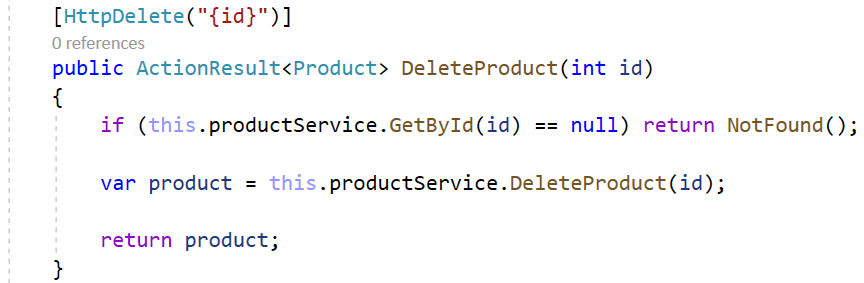 [HttpDelete("{id}")]
0 references
public ActionResult<Product> DeleteProduct(int id)
{
if (this.productService.GetById(id) == null) return NotFound();
var product = this.productService.DeleteProduct(id);
return product;
}